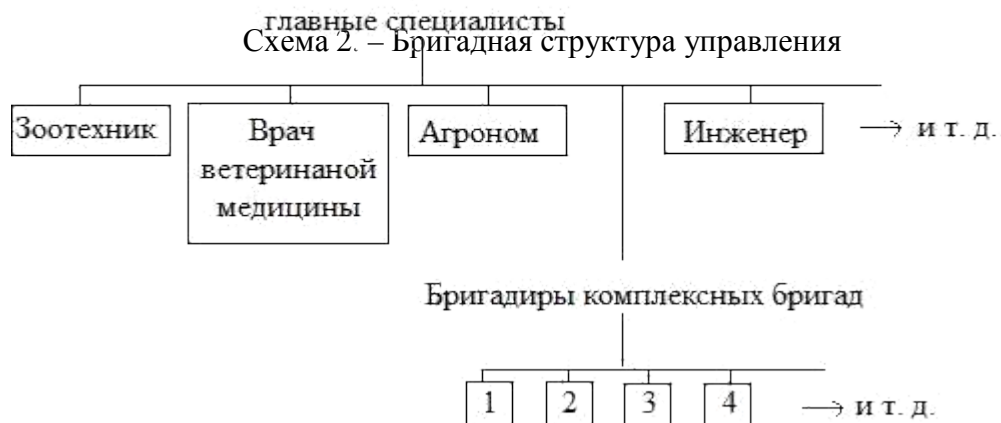 главные специалисты
Схема 2. – Бригадная структура управления
Зоотехник
Врач
ветеринаной
медицины
Агроном
Инженер
→ и т. д.
Бригадиры комплексных бригад
1 2 3 4 → и т. д.